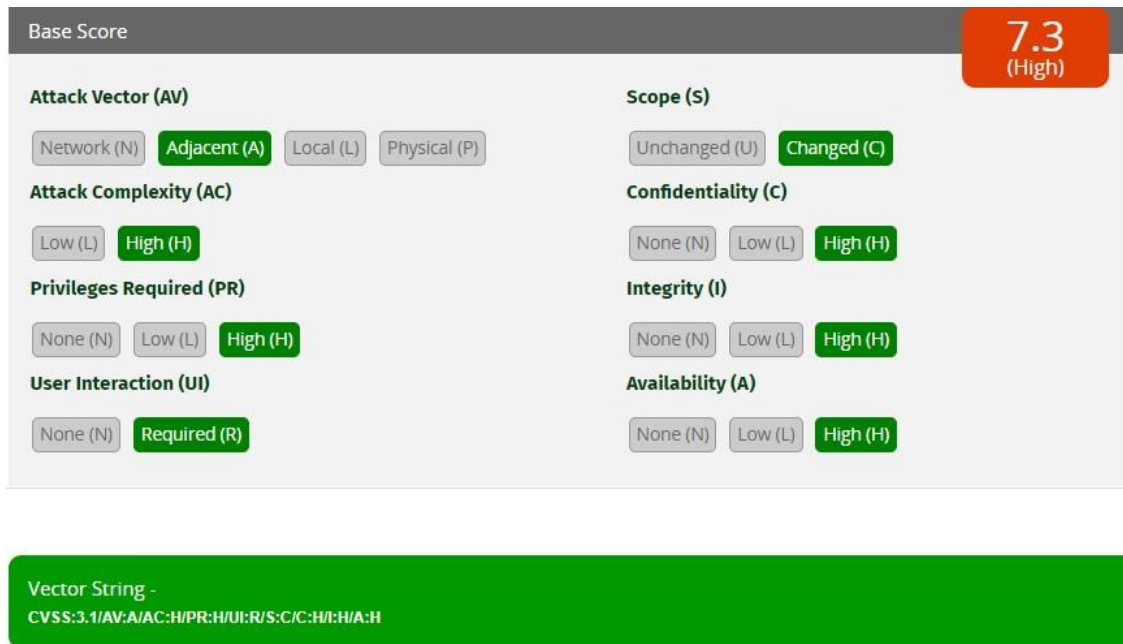 Base Score
7.3
(High)
Attack Vector (AV)
Network (N) Adjacent (A) Local (L) Physical (P)
Attack Complexity (AC)
Low (L) High (H)
Privileges Required (PR)
None (N) Low (L) High (H)
User Interaction (UI)
None (N) Required (R)
Scope (S)
Unchanged (U) Changed (C)
Confidentiality (C)
None (N) Low (L) High (H)
Integrity (I)
None (N) Low (L) High (H)
Availability (A)
None (N) Low (L) High (H)
Vector String -
CVSS:3.1/AV:A/AC:H/PR:H/UI:R/S:C/C:H/I:H/A:H